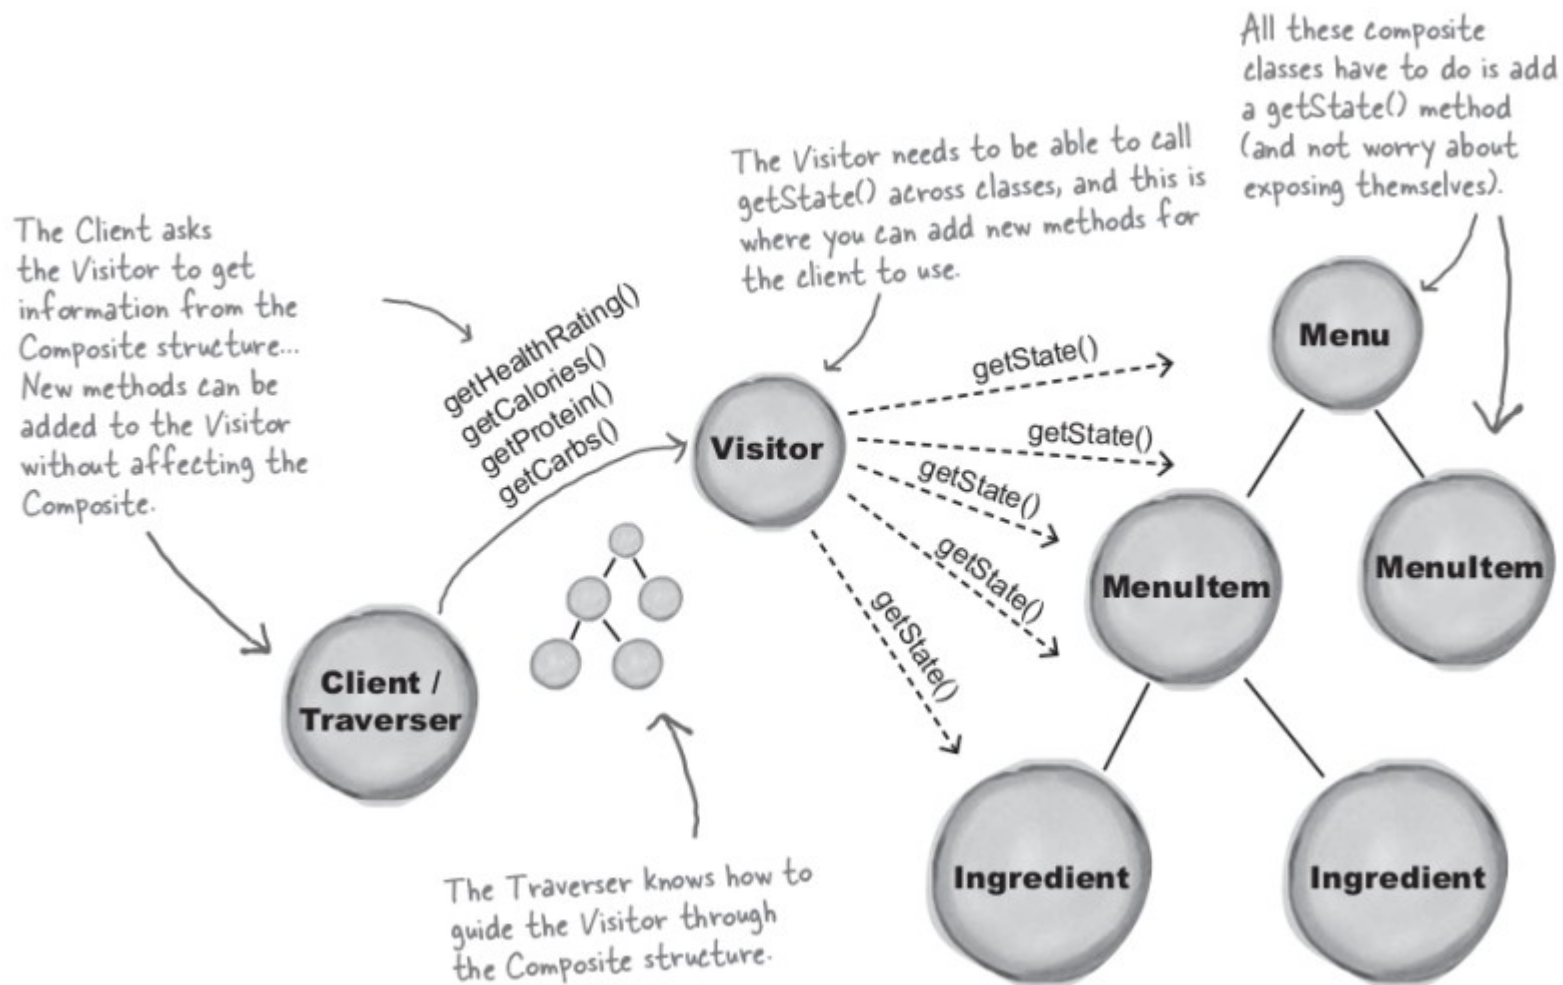 All these composite
classes have to do is add
a getState() method
(and not worry about
exposing themselves).
The Visitor needs to be able to call
getState() across classes, and this is
where you can add new methods for
the client to use.
The Client asks
the Visitor to get
information from the
Composite structure...
New methods can be
added to the Visitor
without affecting the
Composite.
getHealthRating()
getCalories()
getProtein()
getCarbs()
Visitor
getState()
getState()
getState()
getState()
getState()
Menu
MenuItem
MenuItem
Client /
Traverser
Ingredient
Ingredient
The Traverser knows how to
guide the Visitor through
the Composite structure.